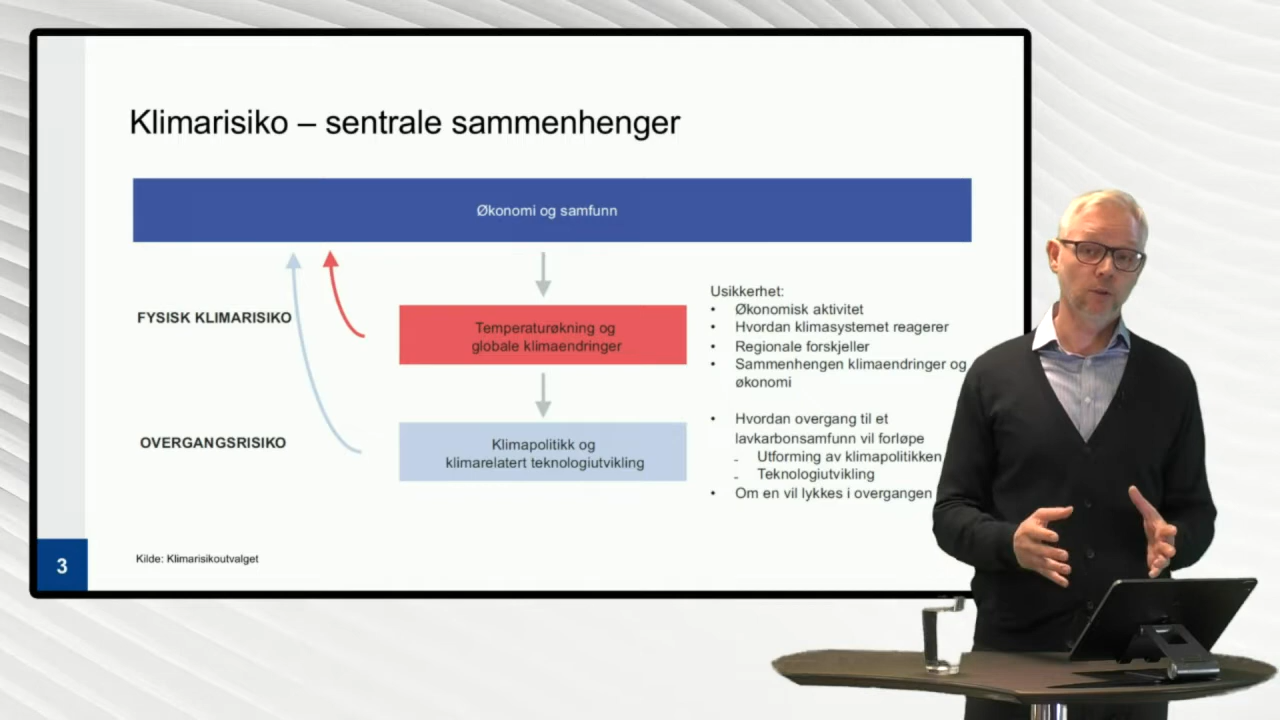 Klimarisiko – sentrale sammenhenger
Økonomi og samfunn
FYSISK KLIMARISIKO
Temperaturøkning og
globale klimaendringer
Usikkerhet:
• Økonomisk aktivitet
• Hvordan klimasystemet reagerer
• Regionale forskjeller
• Sammenhengen klimaendringer og
økonomi
OVERGANGSRISIKO
Klimapolitikk og
klimarelatert teknologiutvikling
• Hvordan overgang til et
lavkarbonsamfunn vil forløpe
- Utforming av klimapolitikken
- Teknologiutvikling
• Om en vil lykkes i overgangen
Kilde: Klimarisikoutvalget
3